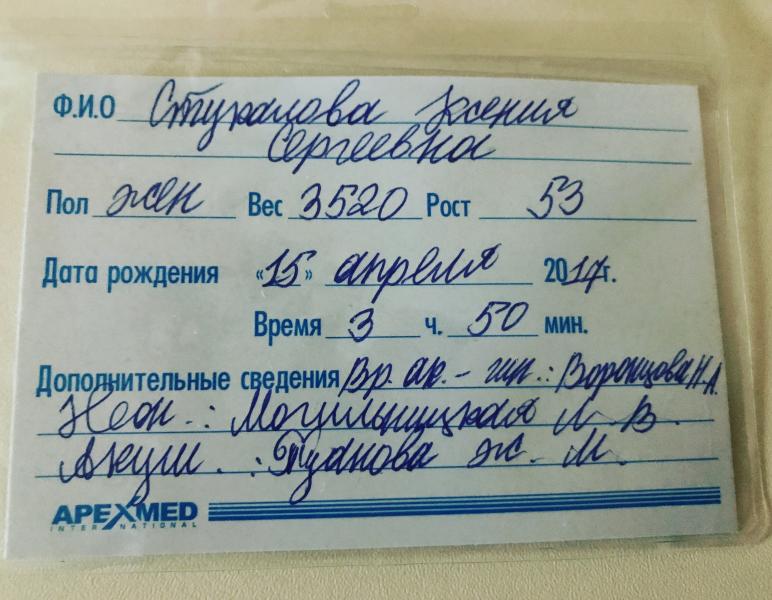 Ф.И.О Стукалова Ксения
Сергеевна
Пол жен Вес 3520 Рост 53
Дата рождения «15» апреля 2017г.
Время 3 ч. 50 мин.
Дополнительные сведения Вр. ак.-гин.: Воронцова Н.А.
Неон.: Могильницкая Л. В.
Акуш.: Ж. М.
APEXMED
INTERNATIONAL